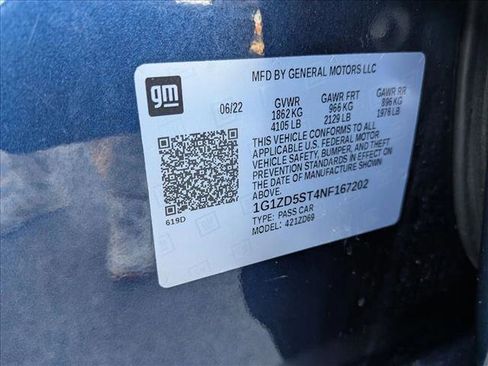 MFD BY GENERAL MOTORS LLC
gm
06/22
GVWR GAWR FRT GAWR RR
1862 KG 966 KG 896 KG
4105 LB 2129 LB 1976 LB
THIS VEHICLE CONFORMS TO ALL
APPLICABLE U.S. FEDERAL MOTOR
VEHICLE SAFETY, BUMPER, AND THEFT
PREVENTION STANDARDS IN EFFECT ON
THE DATE OF MANUFACTURE SHOWN
ABOVE.
1G1ZD5ST4NF167202
TYPE: PASS CAR
MODEL: 421ZD69
619D